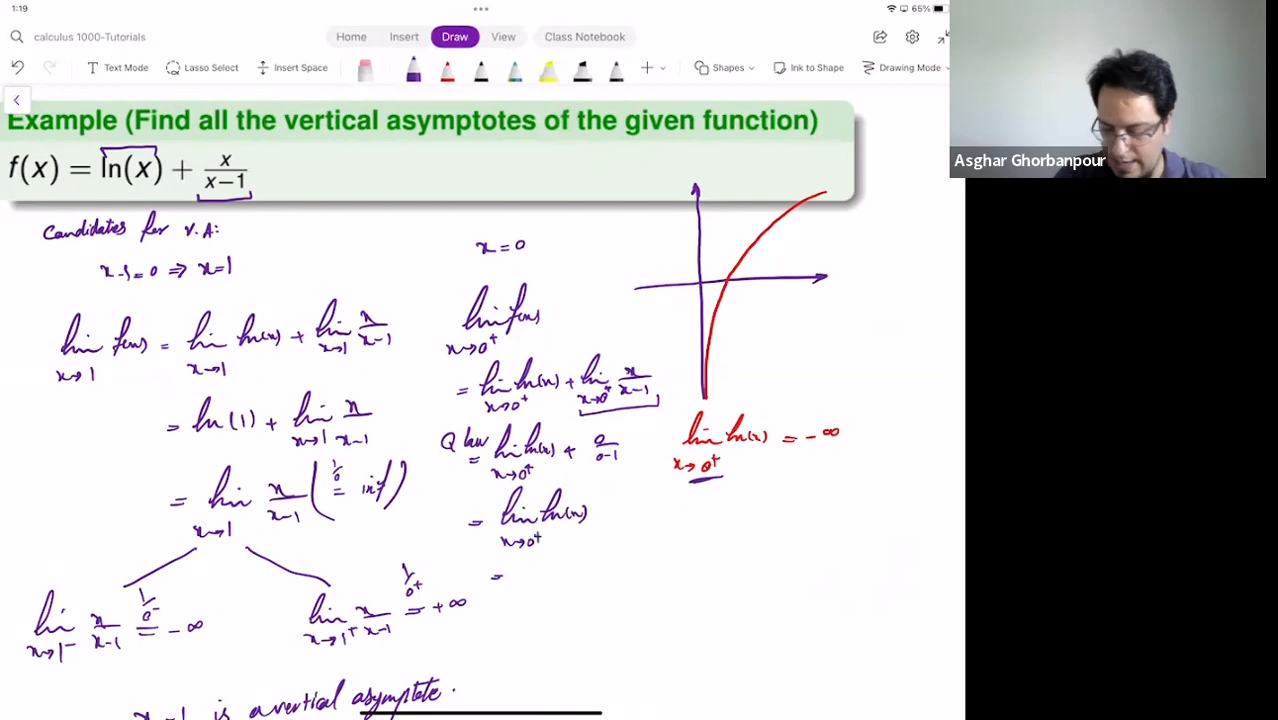 1:19
65%
calculus 1000-Tutorials
Home Insert Draw View Class Notebook
Text Mode Lasso Select Insert Space Shapes Ink to Shape Drawing Mode
Example (Find all the vertical asymptotes of the given function)
f(x) = ln(x) + x/(x−1)
Asghar Ghorbanpour
Candidates for V.A:
x-1=0 ⇒ x=1
lim x→1 f(x) = lim x→1 ln(x) + lim x→1 x/(x-1)
= ln(1) + lim x→1 x/(x-1)
= lim x→1 x/(x-1) (1/0 = inf)
lim x→1⁻ x/(x-1) 1/0⁻ = -∞
lim x→1⁺ x/(x-1) 1/0⁺ = +∞
x=1 is a vertical asymptote.
x=0
lim x→0⁺ f(x)
= lim x→0⁺ ln(x) + lim x→0⁺ x/(x-1)
Q law = lim x→0⁺ ln(x) + 0/(0-1)
= lim x→0⁺ ln(x)
=
lim x→0⁺ ln(x) = -∞